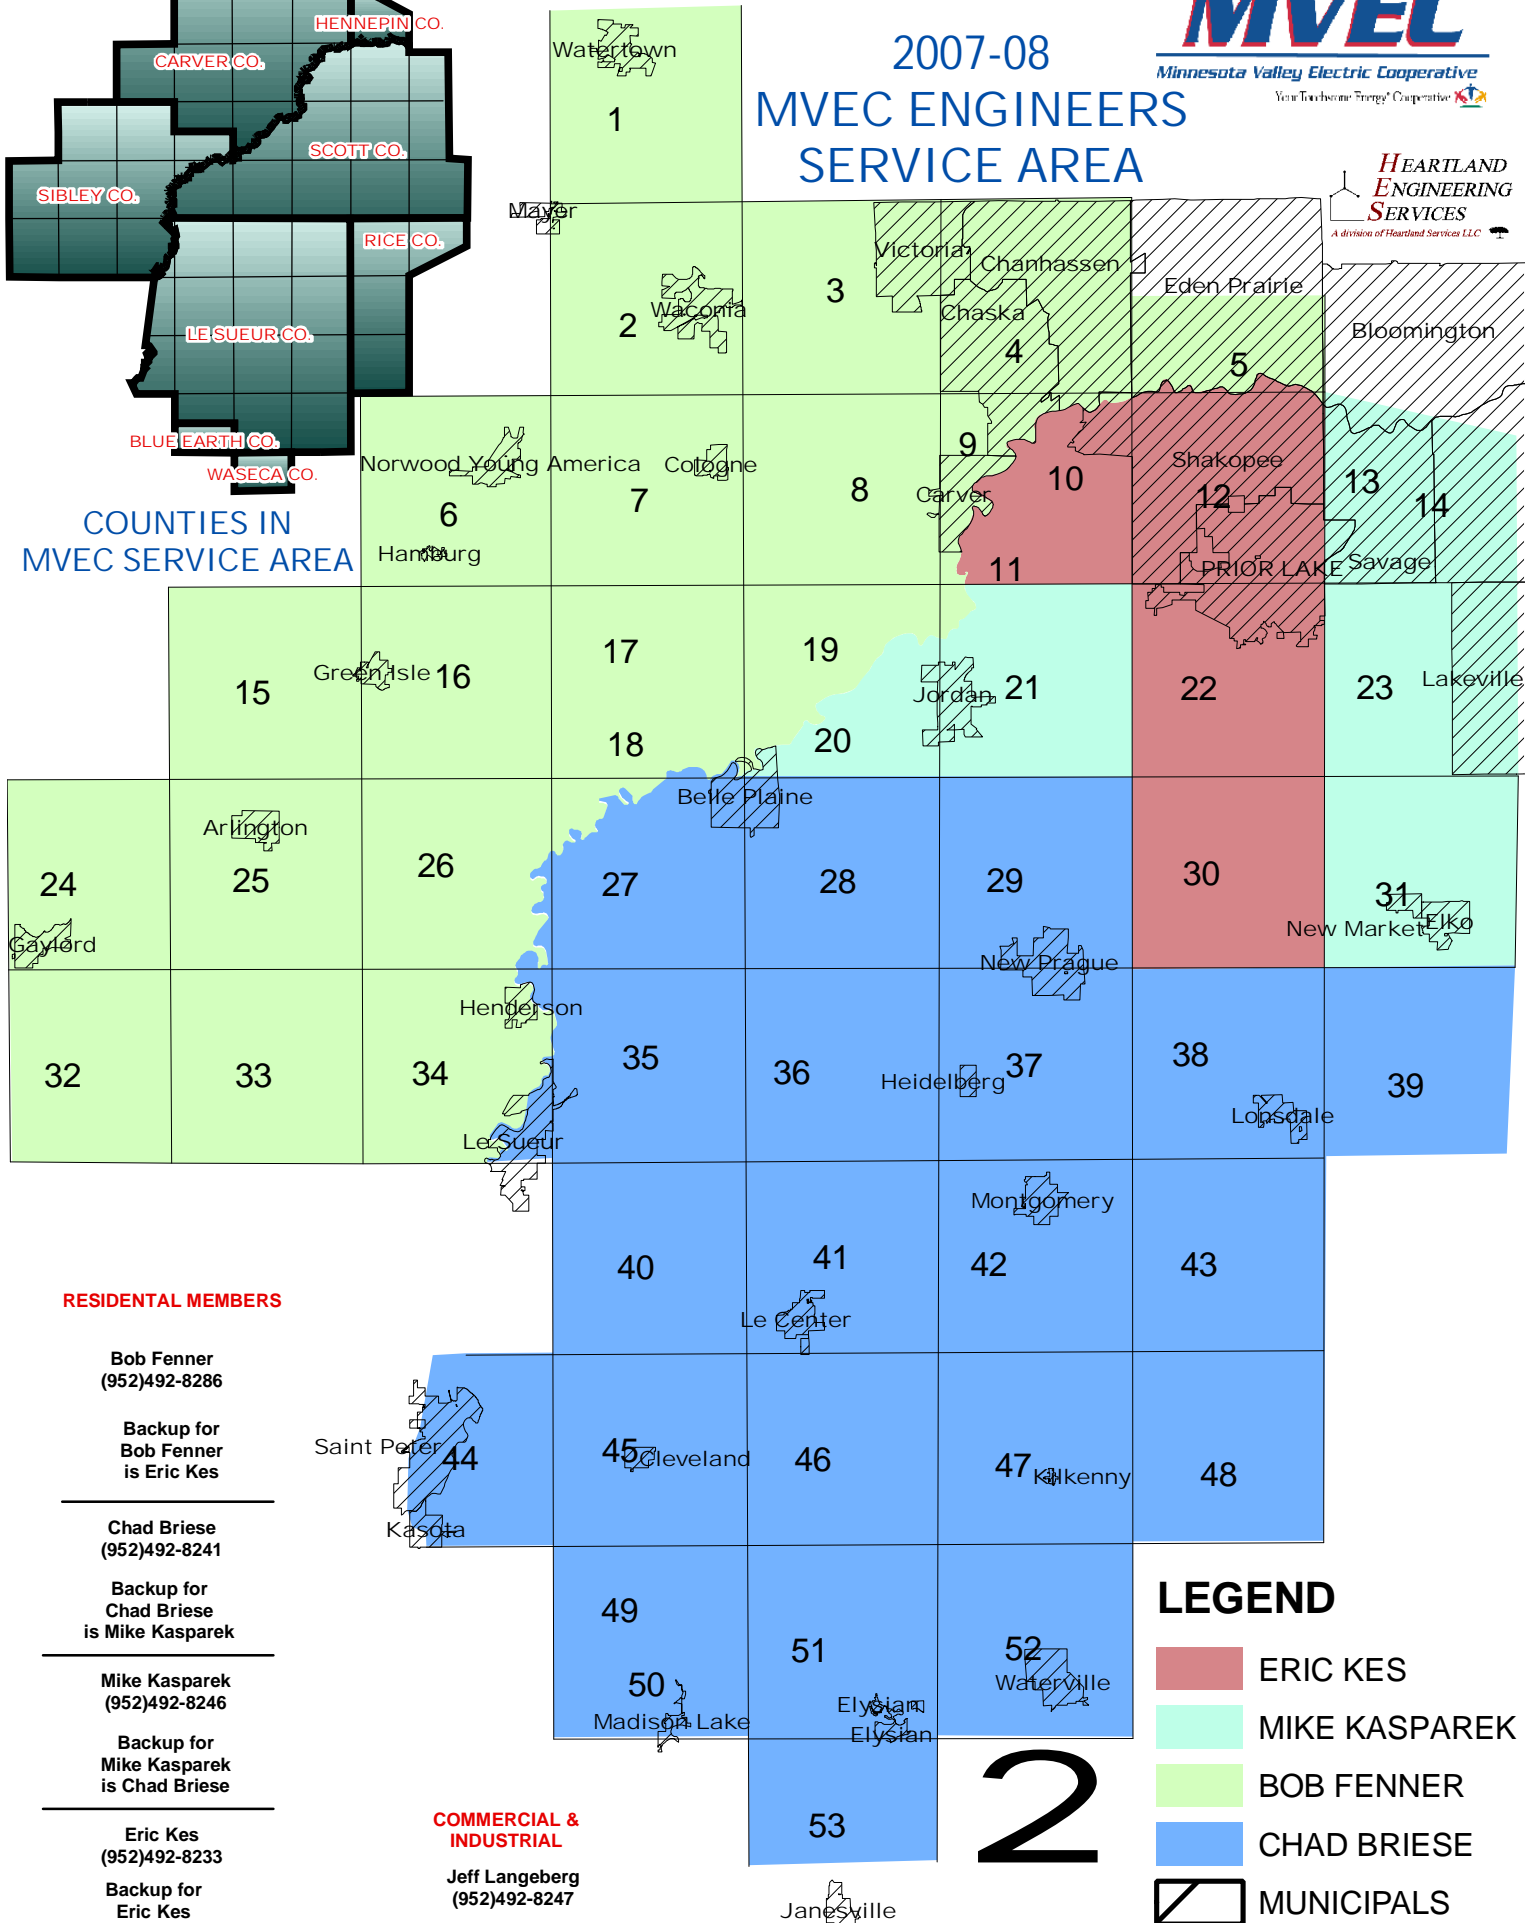 HENNEPIN CO.
CARVER CO.
SCOTT CO.
SIBLEY CO.
RICE CO.
LE SUEUR CO.
BLUE EARTH CO.
WASECA CO.
COUNTIES IN
MVEC SERVICE AREA
2007-08
MVEC ENGINEERS
SERVICE AREA
MVEC
Minnesota Valley Electric Cooperative
Your Touchstone Energy® Cooperative
HEARTLAND
ENGINEERING
SERVICES
A division of Heartland Services LLC
Watertown
1
Mayer
Victoria
Chanhassen
Eden Prairie
2
Waconia
3
Chaska
4
5
Bloomington
Norwood Young America
Cologne
6
7
8
9
10
Shakopee
12
13
14
Hamburg
Carver
11
PRIOR LAKE
Savage
15
Green Isle
16
17
18
19
20
Jordan
21
22
23
Lakeville
Belle Plaine
24
Gaylord
Arlington
25
26
27
28
29
30
31
New Market
Elko
New Prague
Henderson
32
33
34
35
36
Heidelberg
37
38
39
Lonsdale
Le Sueur
40
41
42
43
Montgomery
Le Center
Saint Peter
44
45
Cleveland
46
47
Kilkenny
48
Kasota
49
50
Madison Lake
51
Elysian
Elysian
52
Waterville
53
Janesville
2
RESIDENTAL MEMBERS
Bob Fenner
(952)492-8286
Backup for
Bob Fenner
is Eric Kes
Chad Briese
(952)492-8241
Backup for
Chad Briese
is Mike Kasparek
Mike Kasparek
(952)492-8246
Backup for
Mike Kasparek
is Chad Briese
Eric Kes
(952)492-8233
Backup for
Eric Kes
COMMERCIAL &
INDUSTRIAL
Jeff Langeberg
(952)492-8247
LEGEND
ERIC KES
MIKE KASPAREK
BOB FENNER
CHAD BRIESE
MUNICIPALS